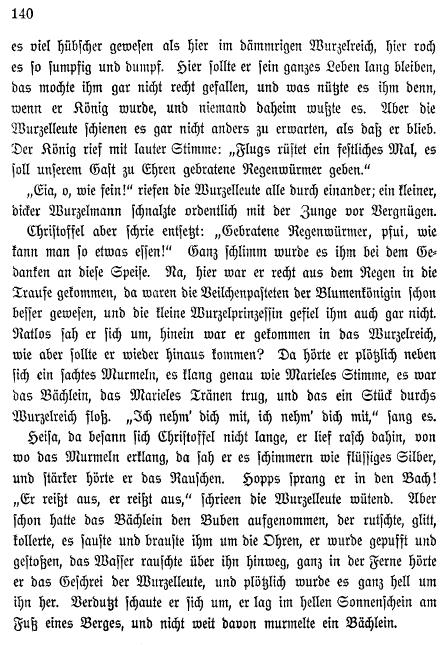 140
es viel hübscher gewesen als hier im dämmrigen Wurzelreich, hier roch
es so sumpfig und dumpf. Hier sollte er sein ganzes Leben lang bleiben,
das mochte ihm gar nicht recht gefallen, und was nützte es ihm denn,
wenn er König wurde, und niemand daheim wußte es. Aber die
Wurzelleute schienen es gar nicht anders zu erwarten, als daß er blieb.
Der König rief mit lauter Stimme: „Flugs rüstet ein festliches Mal, es
soll unserem Gast zu Ehren gebratene Regenwürmer geben.“
„Eia, o, wie fein!“ riefen die Wurzelleute alle durch einander; ein kleiner,
dicker Wurzelmann schnalzte ordentlich mit der Zunge vor Vergnügen.
Christoffel aber schrie entsetzt: „Gebratene Regenwürmer, pfui, wie
kann man so etwas essen!“ Ganz schlimm wurde es ihm bei dem Ge-
danken an diese Speise. Na, hier war er recht aus dem Regen in die
Traufe gekommen, da waren die Veilchenpasteten der Blumenkönigin schon
besser gewesen, und die kleine Wurzelprinzessin gefiel ihm auch gar nicht.
Ratlos sah er sich um, hinein war er gekommen in das Wurzelreich,
wie aber sollte er wieder hinaus kommen? Da hörte er plötzlich neben
sich ein sachtes Murmeln, es klang genau wie Marieles Stimme, es war
das Bächlein, das Marieles Tränen trug, und das ein Stück durchs
Wurzelreich floß. „Ich nehm' dich mit, ich nehm' dich mit,“ sang es.
Heisa, da besann sich Christoffel nicht lange, er lief rasch dahin, von
wo das Murmeln erklang, da sah er es schimmern wie flüssiges Silber,
und stärker hörte er das Rauschen. Hopps sprang er in den Bach!
„Er reißt aus, er reißt aus,“ schrieen die Wurzelleute wütend. Aber
schon hatte das Bächlein den Buben aufgenommen, der rutschte, glitt,
kollerte, es sauste und brauste ihm um die Ohren, er wurde gepufft und
gestoßen, das Wasser rauschte über ihn hinweg, ganz in der Ferne hörte
er das Geschrei der Wurzelleute, und plötzlich wurde es ganz hell um
ihn her. Verdutzt schaute er sich um, er lag im hellen Sonnenschein am
Fuß eines Berges, und nicht weit davon murmelte ein Bächlein.